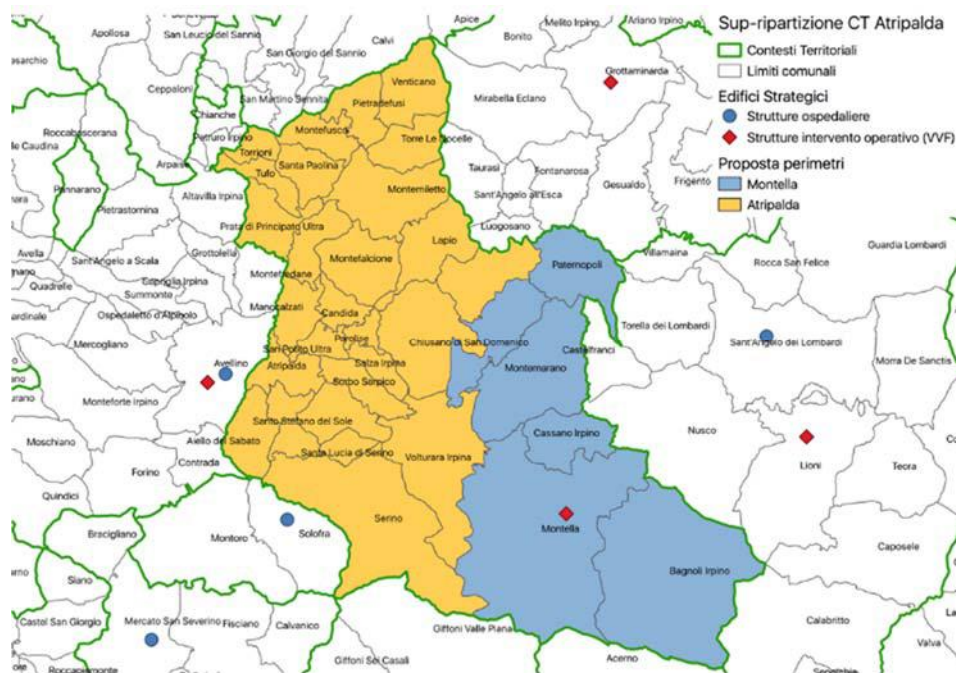 Sup-ripartizione CT Atripalda
Contesti Territoriali
Limiti comunali
Edifici Strategici
Strutture ospedaliere
Strutture intervento operativo (VVF)
Proposta perimetri
Montella
Atripalda
Apollosa
San Leucio del Sannio
San Giorgio del Sannio
Calvi
Apice
Bonito
Melito Irpino
Ariano Irpino
Ceppaloni
Venticano
Grottaminarda
San Martino Sannita
Pietradefusi
Mirabella Eclano
Chianche
Roccabascerana
Montefusco
Petruro Irpino
Torre Le Nocelle
le Caudina
Torrioni
Arpaise
Santa Paolina
Taurasi
Fontanarosa
Tufo
Gesualdo
Frigento
Pannarano
Montemiletto
Sant'Angelo all'Esca
Altavilla Irpina
Pietrastornina
Luogosano
Prata di Principato Ultra
Lapio
Villamaina
Guardia Lombardi
Avella
Grottolella
Sant'Angelo a Scala
Montefalcione
Rocca San Felice
Paternopoli
Montefredane
Quadrelle
Capriglia Irpina
Summonte
Manocalzati
Candida
Ospedaletto d'Alpinolo
Torella dei Lombardi
Mercogliano
Parolise
Chiusano di San Domenico
Sant'Angelo dei Lombardi
San Potito Ultra
Castelfranci
Avellino
Salza Irpina
Morra De Sanctis
Atripalda
Montemarano
Sorbo Serpico
Monteforte Irpino
Santo Stefano del Sole
Nusco
Cassano Irpino
Moschiano
Aiello del Sabato
Santa Lucia di Serino
Volturara Irpina
Contrada
Forino
Lioni
Teora
Quindici
Serino
Bracigliano
Montoro
Solofra
Montella
Caposele
Siano
Bagnoli Irpino
Castel San Giorgio
Mercato San Severino
Fisciano
Calvanico
Giffoni Valle Piana
Calabritto
Valva
Roccapiemonte
Giffoni Sei Casali
Acerno